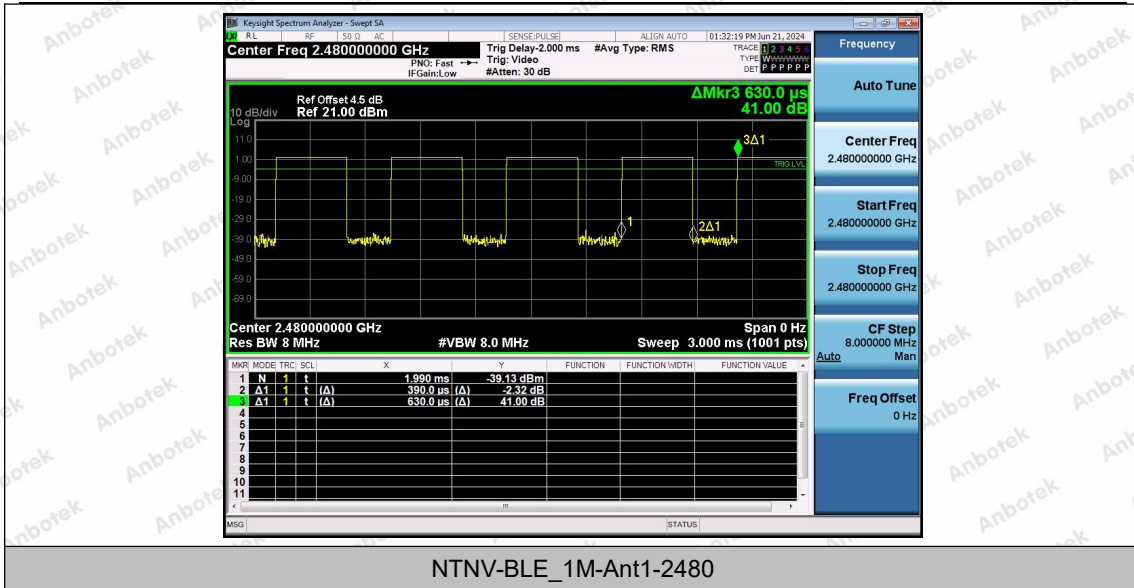 Keysight Spectrum Analyzer - Swept SA
RL RF 50 Ω AC SENSE:PULSE ALIGN AUTO 01:32:19 PM Jun 21, 2024
Center Freq 2.480000000 GHz
PNO: Fast
IFGain:Low
Trig Delay-2.000 ms
Trig: Video
#Atten: 30 dB
#Avg Type: RMS
TRACE 1 2 3 4 5 6
TYPE WWWWWW
DET P P P P P P
Ref Offset 4.5 dB
10 dB/div Ref 21.00 dBm
Log
ΔMkr3 630.0 µs
41.00 dB
11.0
1.00
-9.00
-19.0
-29.0
-39.0
-49.0
-59.0
-69.0
3Δ1
TRIG LVL
1
2Δ1
Center 2.480000000 GHz Span 0 Hz
Res BW 8 MHz #VBW 8.0 MHz Sweep 3.000 ms (1001 pts)
MKR MODE TRC SCL X Y FUNCTION FUNCTION WIDTH FUNCTION VALUE
1 N 1 t 1.990 ms -39.13 dBm
2 Δ1 1 t (Δ) 390.0 µs (Δ) -2.32 dB
3 Δ1 1 t (Δ) 630.0 µs (Δ) 41.00 dB
4
5
6
7
8
9
10
11
MSG STATUS
Frequency
Auto Tune
Center Freq
2.480000000 GHz
Start Freq
2.480000000 GHz
Stop Freq
2.480000000 GHz
CF Step
8.000000 MHz
Auto Man
Freq Offset
0 Hz
NTNV-BLE_1M-Ant1-2480
Anbotek